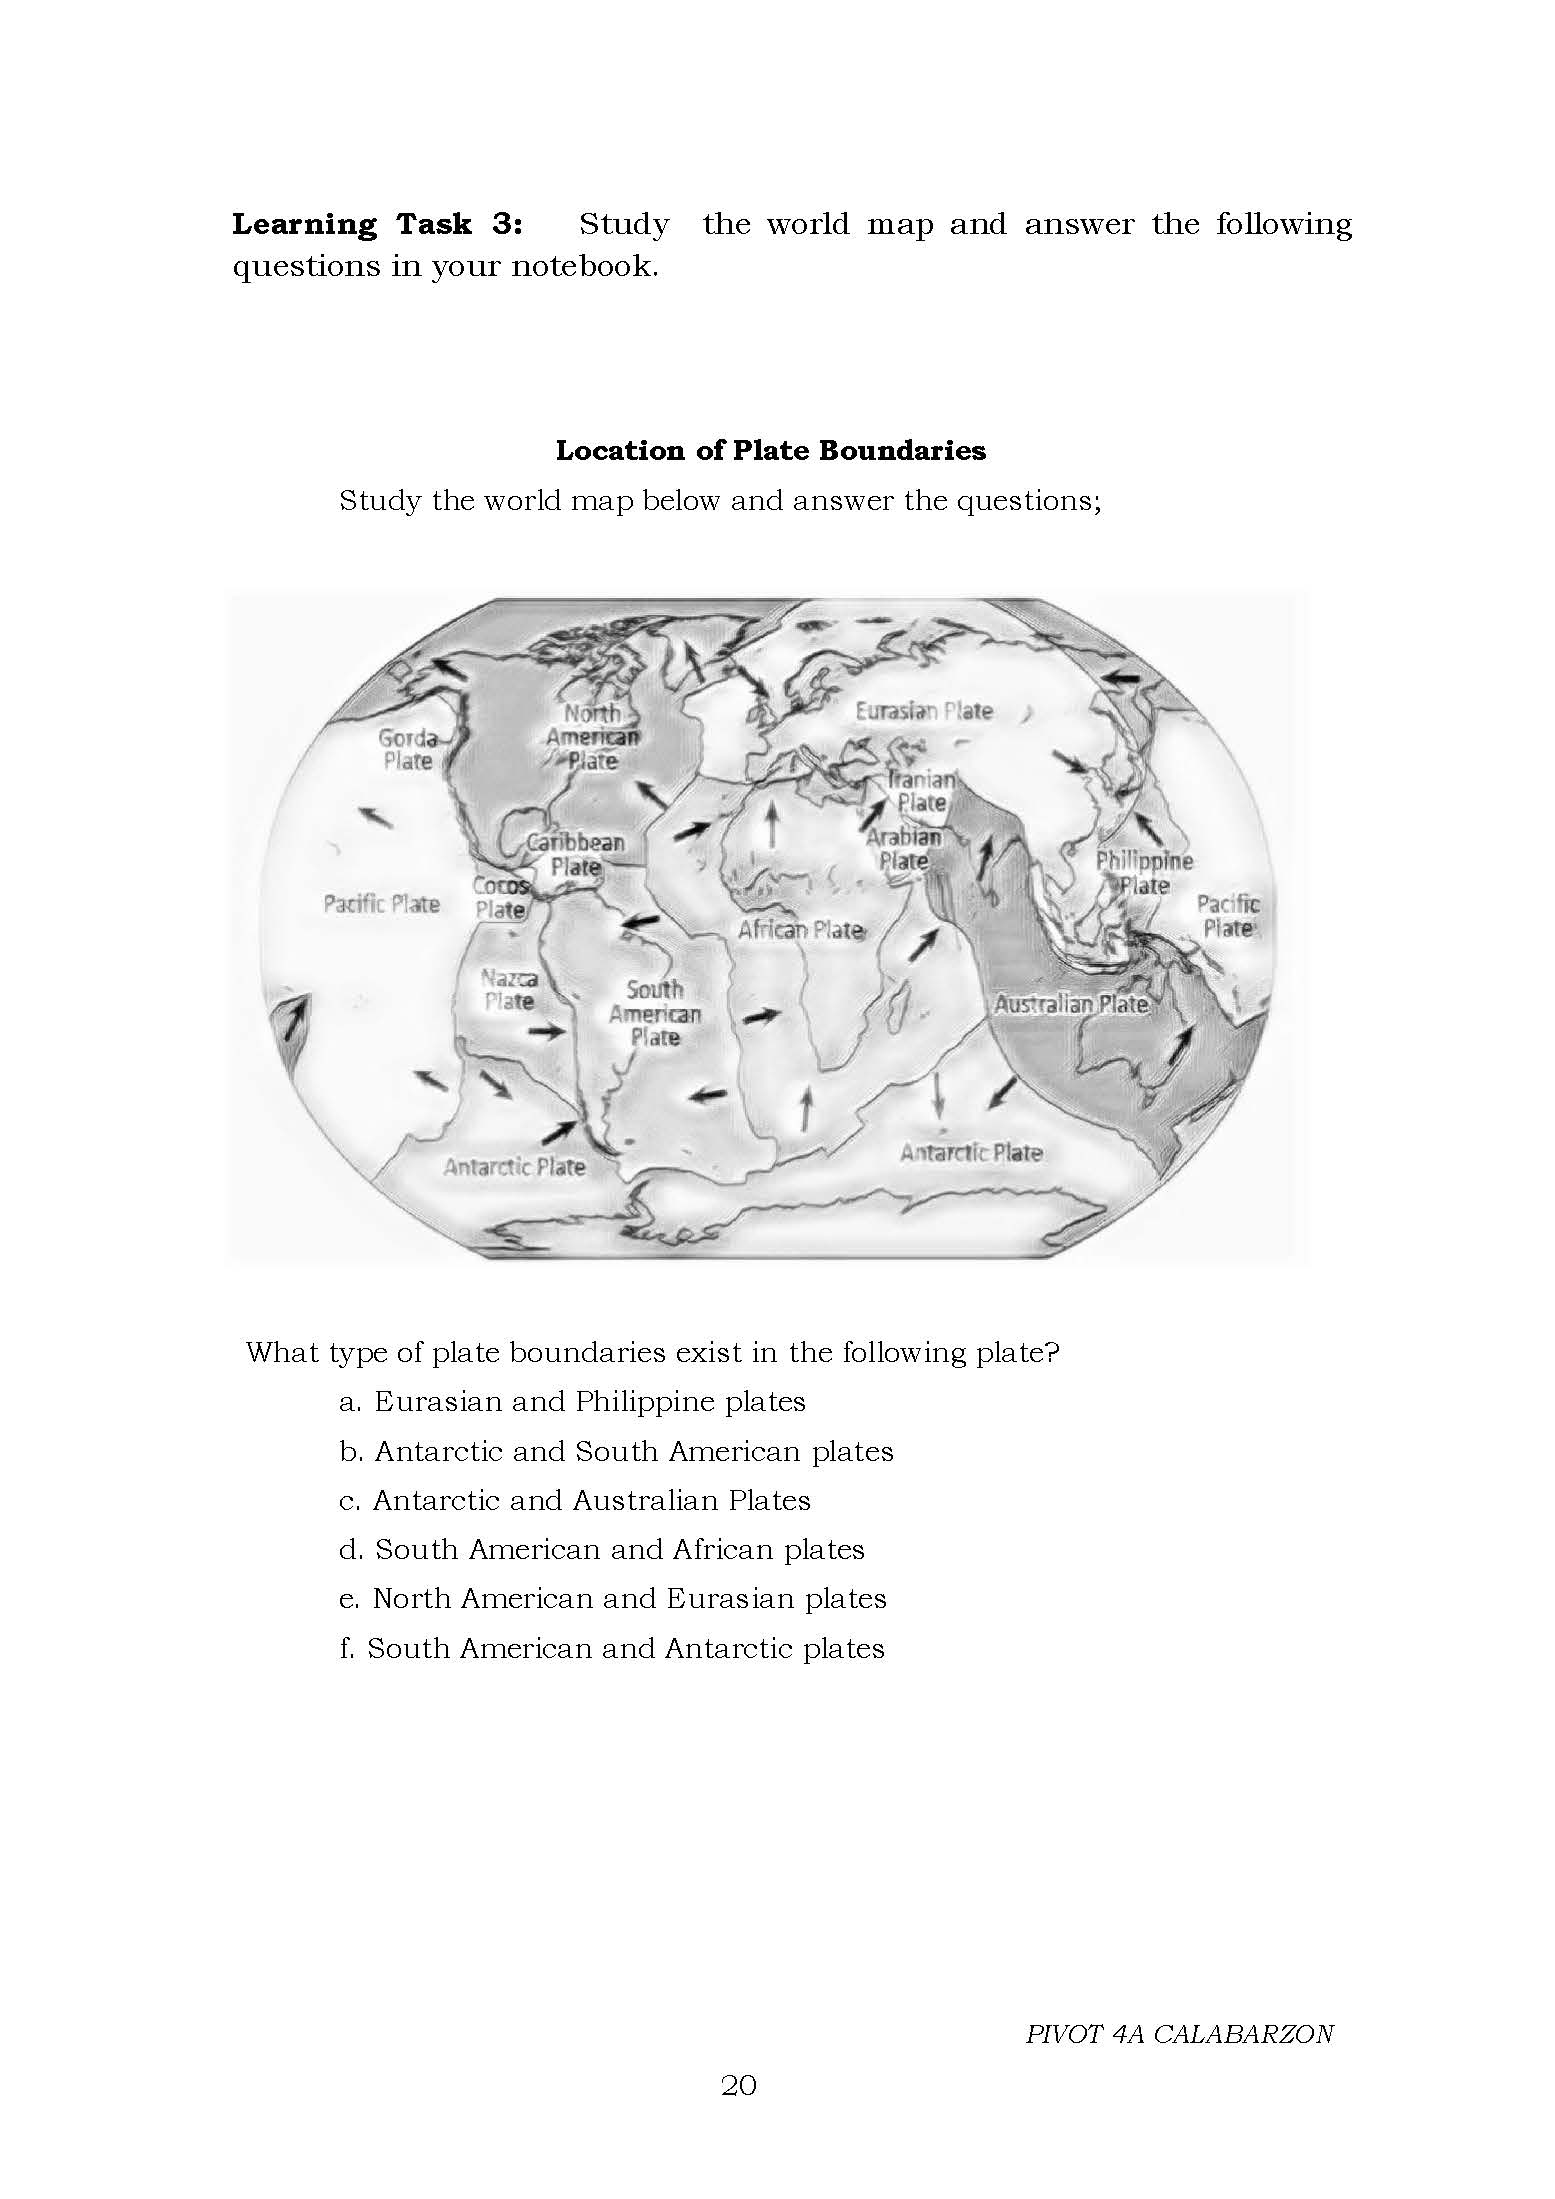 Learning Task 3: Study the world map and answer the following
questions in your notebook.
Location of Plate Boundaries
Study the world map below and answer the questions;
North
American
Plate
Eurasian Plate
Gorda
Plate
Iranian
Plate
Caribbean
Plate
Arabian
Plate
Philippine
Plate
Cocos
Plate
Pacific Plate
African Plate
Pacific
Plate
Nazca
Plate
South
American
Plate
Australian Plate
Antarctic Plate
Antarctic Plate
What type of plate boundaries exist in the following plate?
a. Eurasian and Philippine plates
b. Antarctic and South American plates
c. Antarctic and Australian Plates
d. South American and African plates
e. North American and Eurasian plates
f. South American and Antarctic plates
PIVOT 4A CALABARZON
20